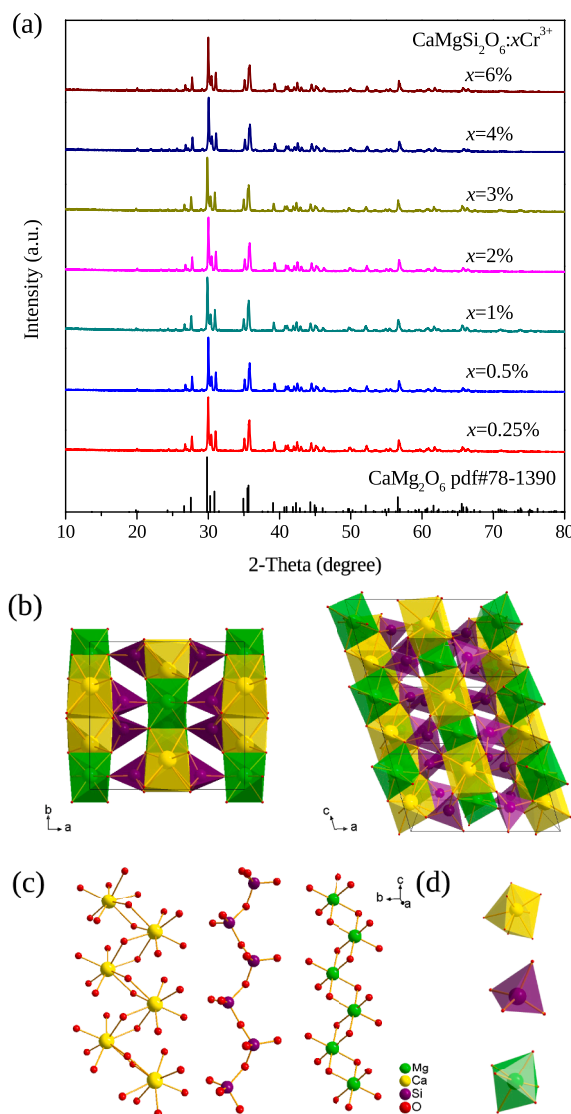 (a)
CaMgSi₂O₆:xCr³⁺
x=6%
x=4%
x=3%
x=2%
x=1%
x=0.5%
x=0.25%
CaMg₂O₆ pdf#78-1390
Intensity (a.u.)
10 20 30 40 50 60 70 80
2-Theta (degree)
(b)
b
a
c
a
(c)
c
b
a
(d)
Mg
Ca
Si
O